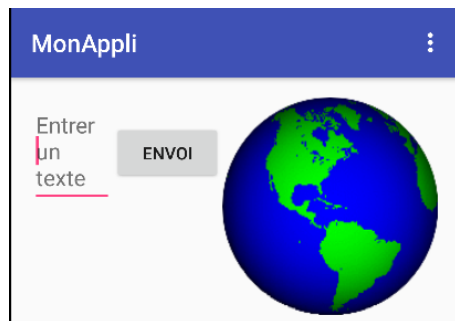 MonAppli
Entrer
un
texte
ENVOI